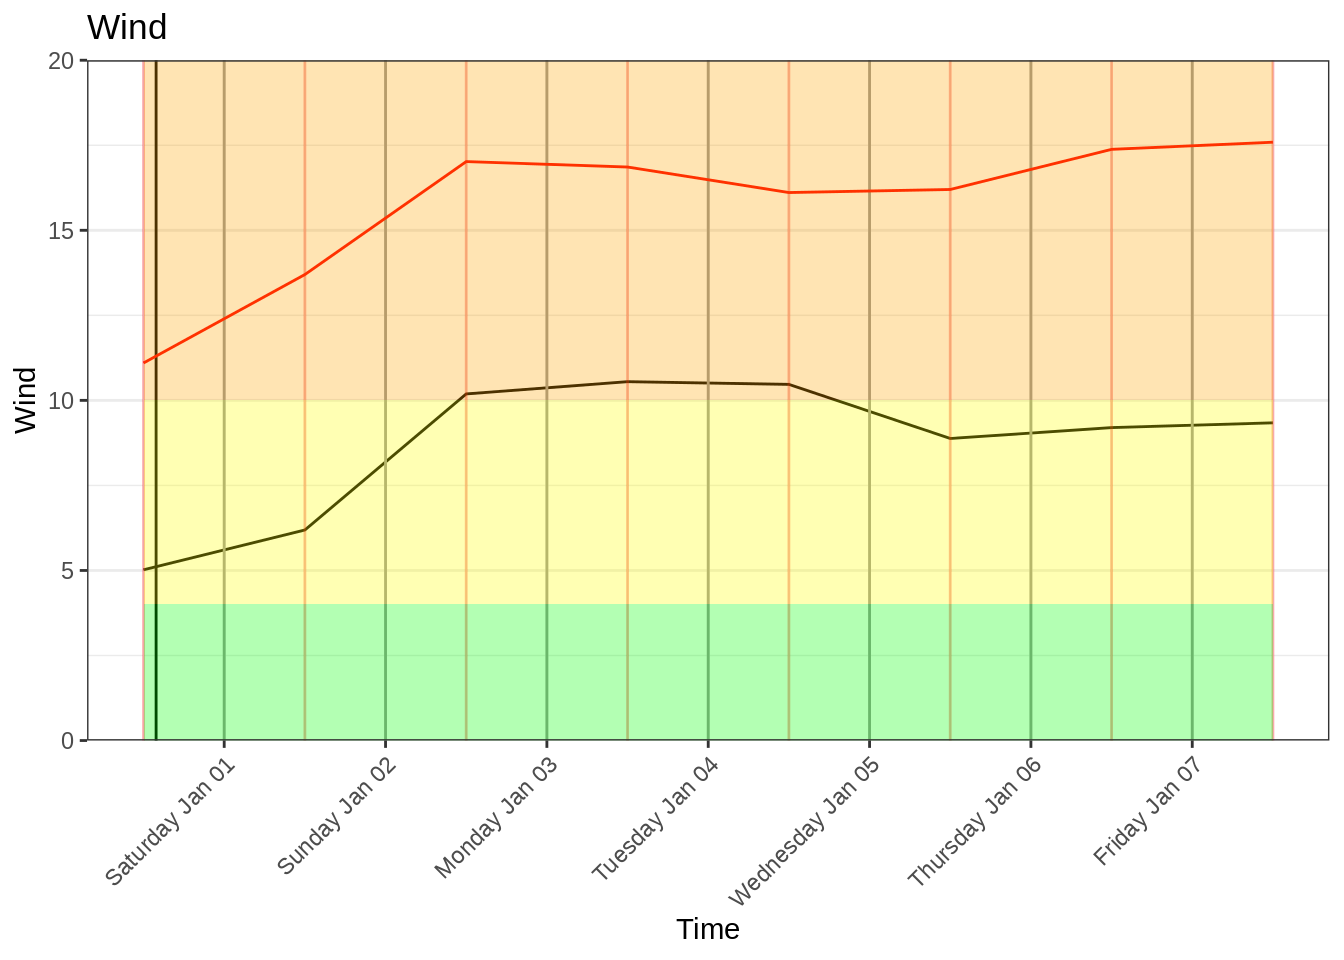 Wind
20
15
10
5
0
Wind
Saturday Jan 01
Sunday Jan 02
Monday Jan 03
Tuesday Jan 04
Wednesday Jan 05
Thursday Jan 06
Friday Jan 07
Time